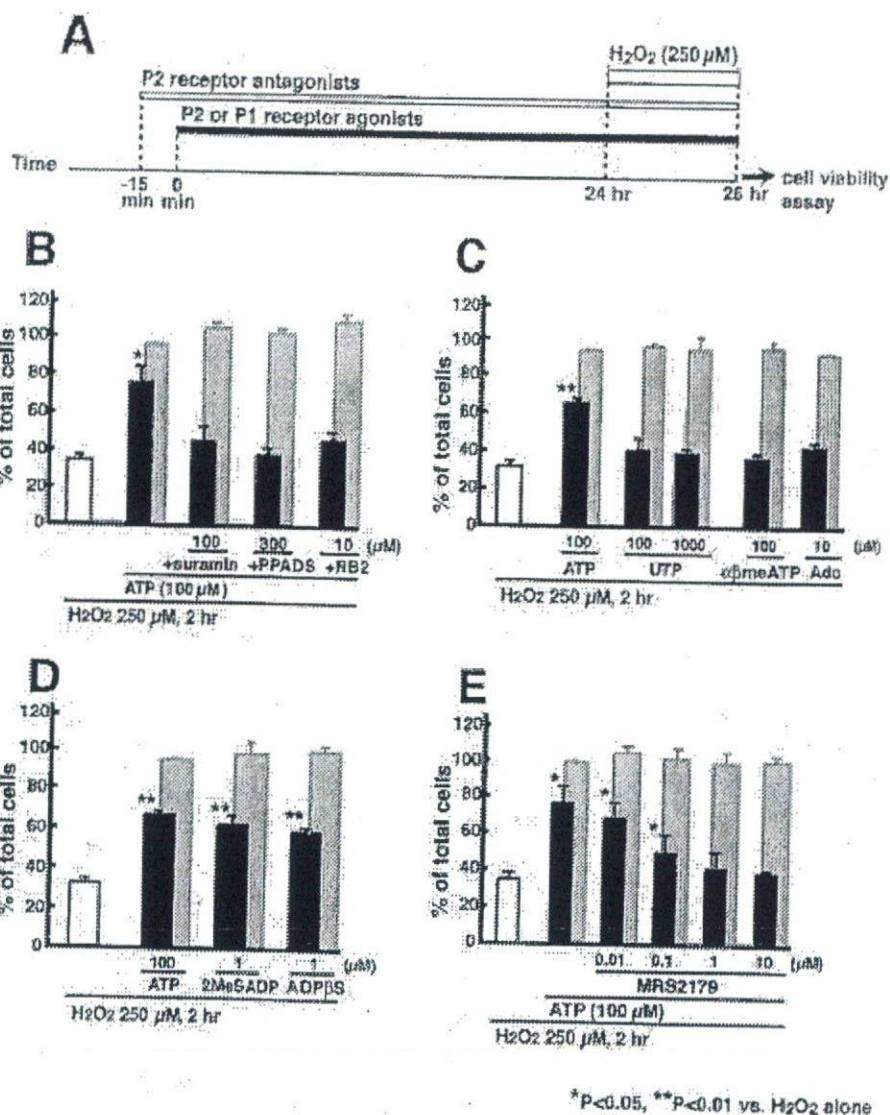 A
H2O2 (250 μM)
P2 receptor antagonists
P2 or P1 receptor agonists
Time
-15 min
0 min
24 hr
26 hr
cell viability assay
B
% of total cells
120
100
80
60
40
20
0
*
100 300 10 (μM)
+suramin +PPADS +RB2
ATP (100 μM)
H2O2 250 μM, 2 hr
C
% of total cells
120
100
80
60
40
20
0
**
100 100 1000 100 10 (μM)
ATP UTP αβmeATP Ado
H2O2 250 μM, 2 hr
D
% of total cells
120
100
80
60
40
20
0
** ** **
100 1 1 (μM)
ATP 2MeSADP ADPβS
H2O2 250 μM, 2 hr
E
% of total cells
120
100
80
60
40
20
0
* * *
0.01 0.1 1 10 (μM)
MRS2179
ATP (100 μM)
H2O2 250 μM, 2 hr
*P<0.05, **P<0.01 vs. H2O2 alone